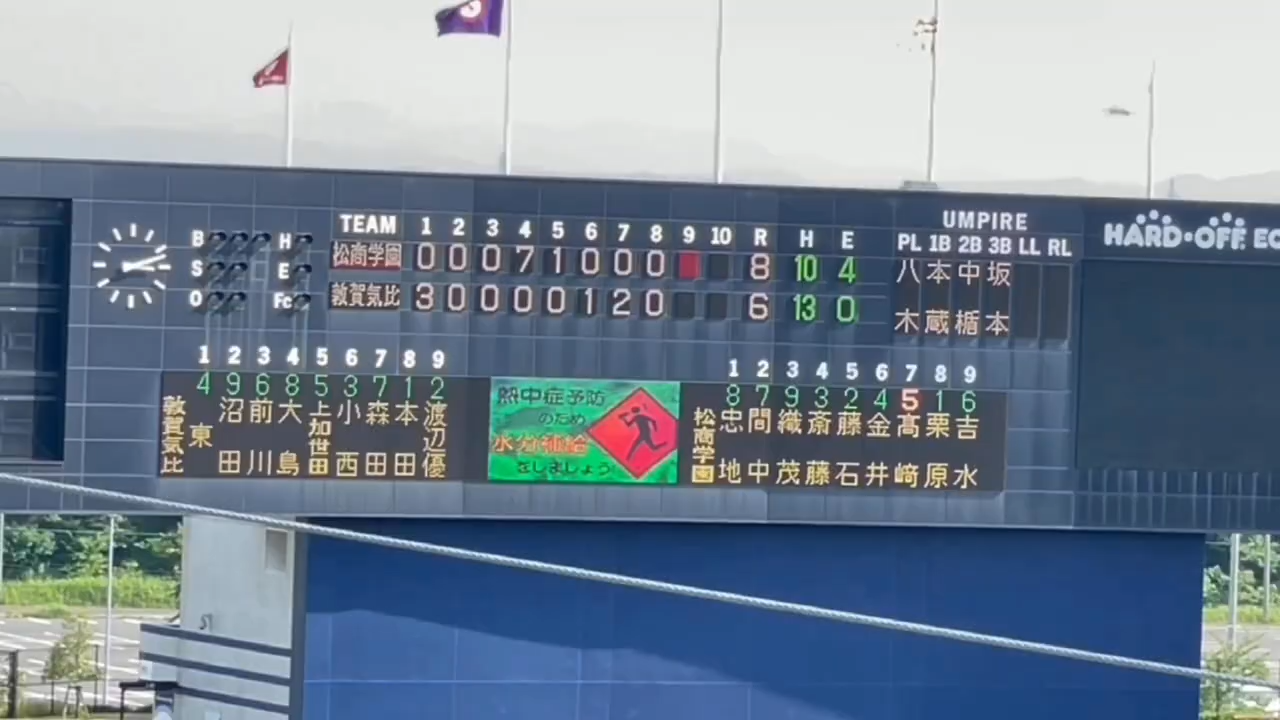 TEAM 1 2 3 4 5 6 7 8 9 10 R H E
松商学園 0 0 0 7 1 0 0 0 8 10 4
敦賀気比 3 0 0 0 0 1 2 0 6 13 0
B H
S E
O Fc
UMPIRE
PL 1B 2B 3B LL RL
八木 本蔵 中楯 坂本
HARD·OFF EC
1 2 3 4 5 6 7 8 9
4 9 6 8 5 3 7 1 2
敦賀気比 東 沼田 前川 大島 上加世田 小西 森田 本田 渡辺優
熱中症予防
のため
水分補給
をしましょう
1 2 3 4 5 6 7 8 9
8 7 9 3 2 4 5 1 6
松商学園 忠地 間中 織茂 斎藤 藤石 金井 髙﨑 栗原 吉水